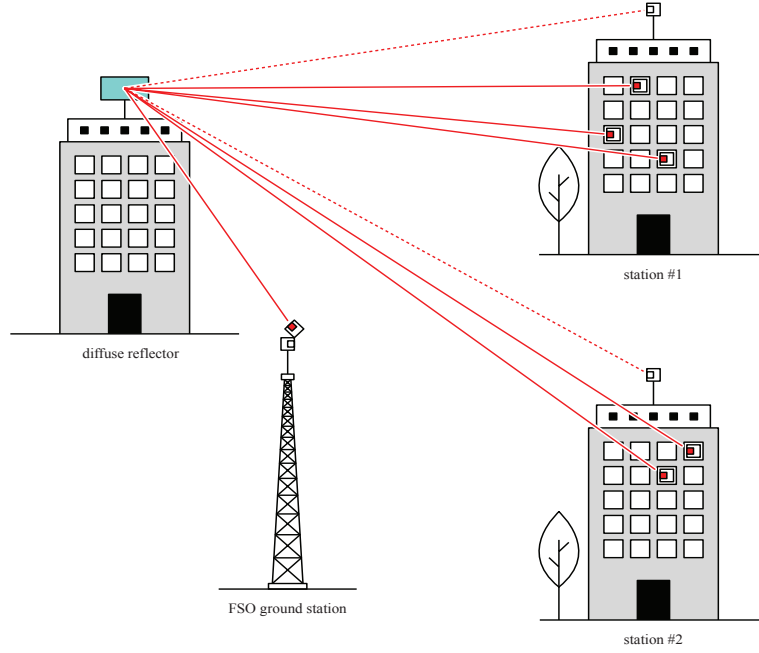 station #1
diffuse reflector
FSO ground station
station #2